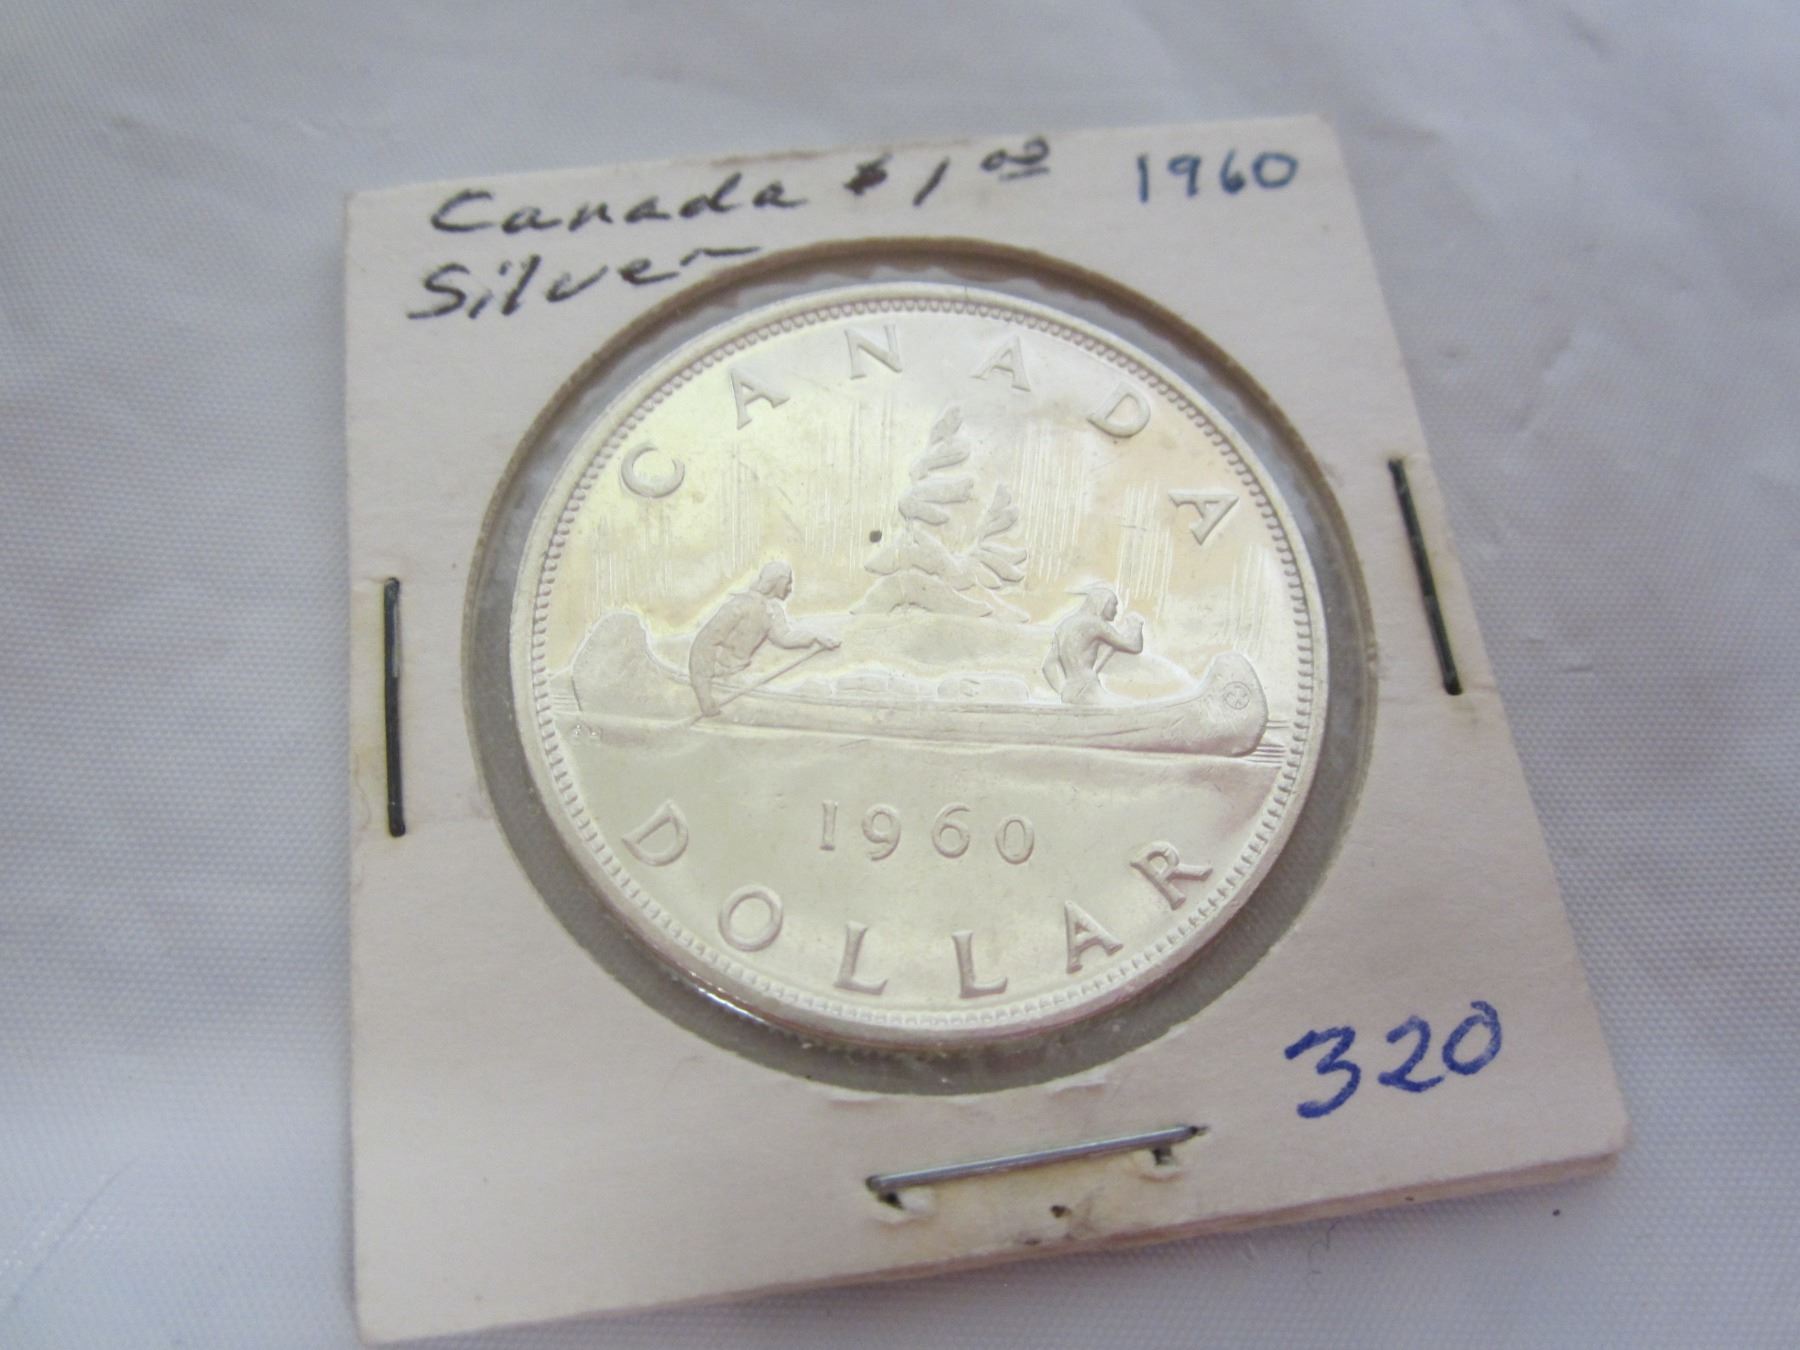 Canada $1.00 1960
Silver
CANADA
1960
DOLLAR
320